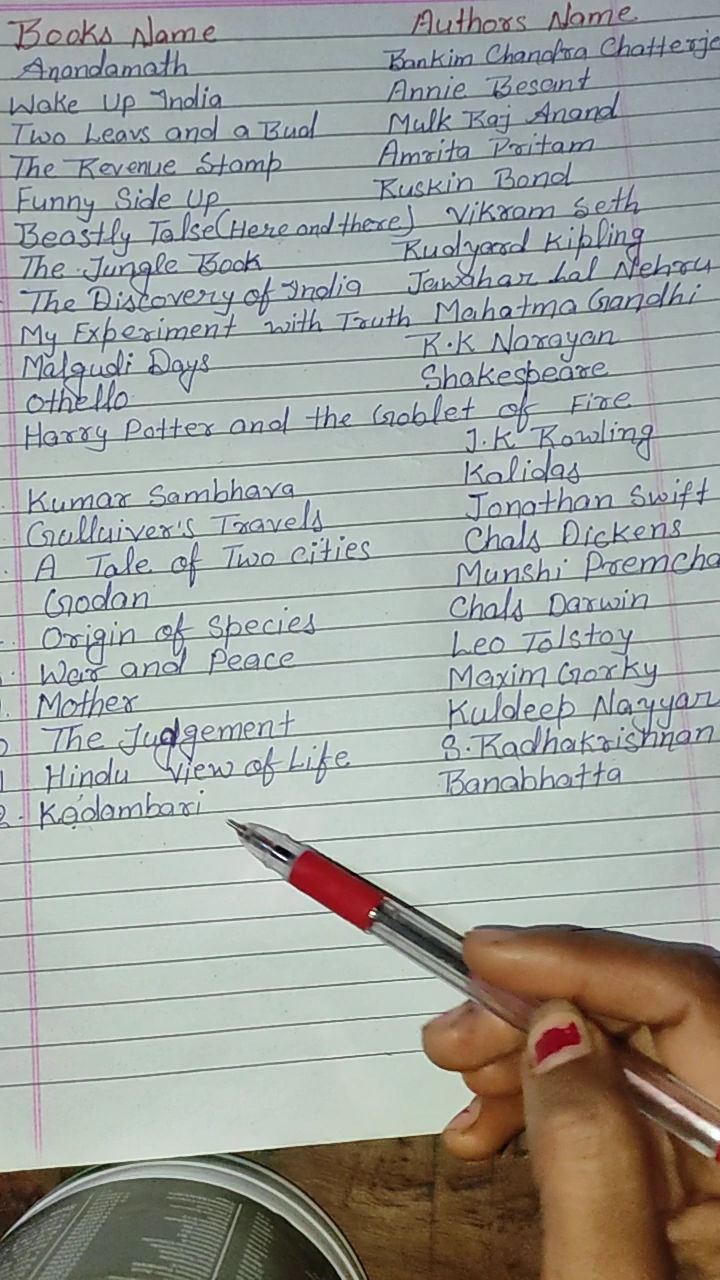 Books Name Authors Name
Anandamath Bankim Chandra Chatterje
Wake Up India Annie Besant
Two Leavs and a Bud Mulk Raj Anand
The Revenue Stamp Amrita Pritam
Funny Side Up Ruskin Bond
Beastly Talse (Here and there) Vikram Seth
The Jungle Book Rudyard Kipling
The Discovery of India Jawahar Lal Nehru
My Experiment with Truth Mahatma Gandhi
Malgudi Days R.K Narayan
Othello Shakespeare
Harry Potter and the Goblet of Fire
J.K Rowling
Kumar Sambhava Kalidas
Gulluiver's Travels Jonathan Swift
A Tale of Two cities Chals Dickens
Godan Munshi Premcha
Origin of Species Chals Darwin
War and Peace Leo Tolstoy
Mother Maxim Gorky
The Judgement Kuldeep Nayyar
Hindu View of Life S.Radhakrishnan
Kadambari Banabhatta